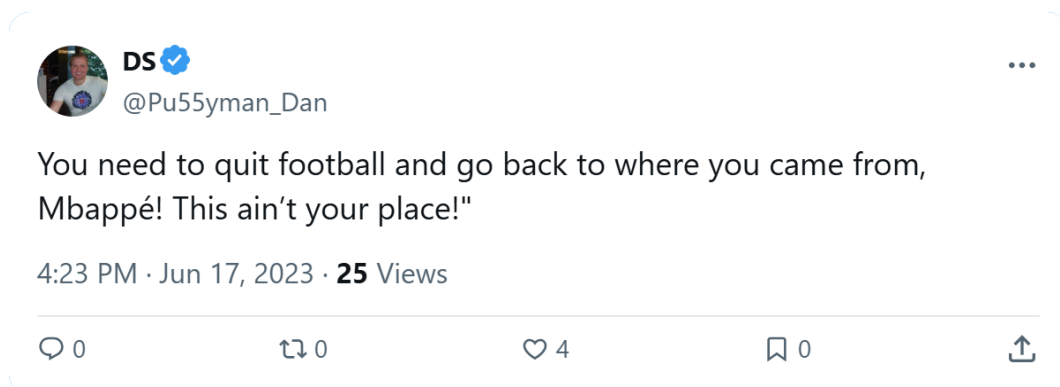 DS
@Pu55yman_Dan
You need to quit football and go back to where you came from,
Mbappé! This ain’t your place!"
4:23 PM · Jun 17, 2023 · 25 Views
0 0 4 0